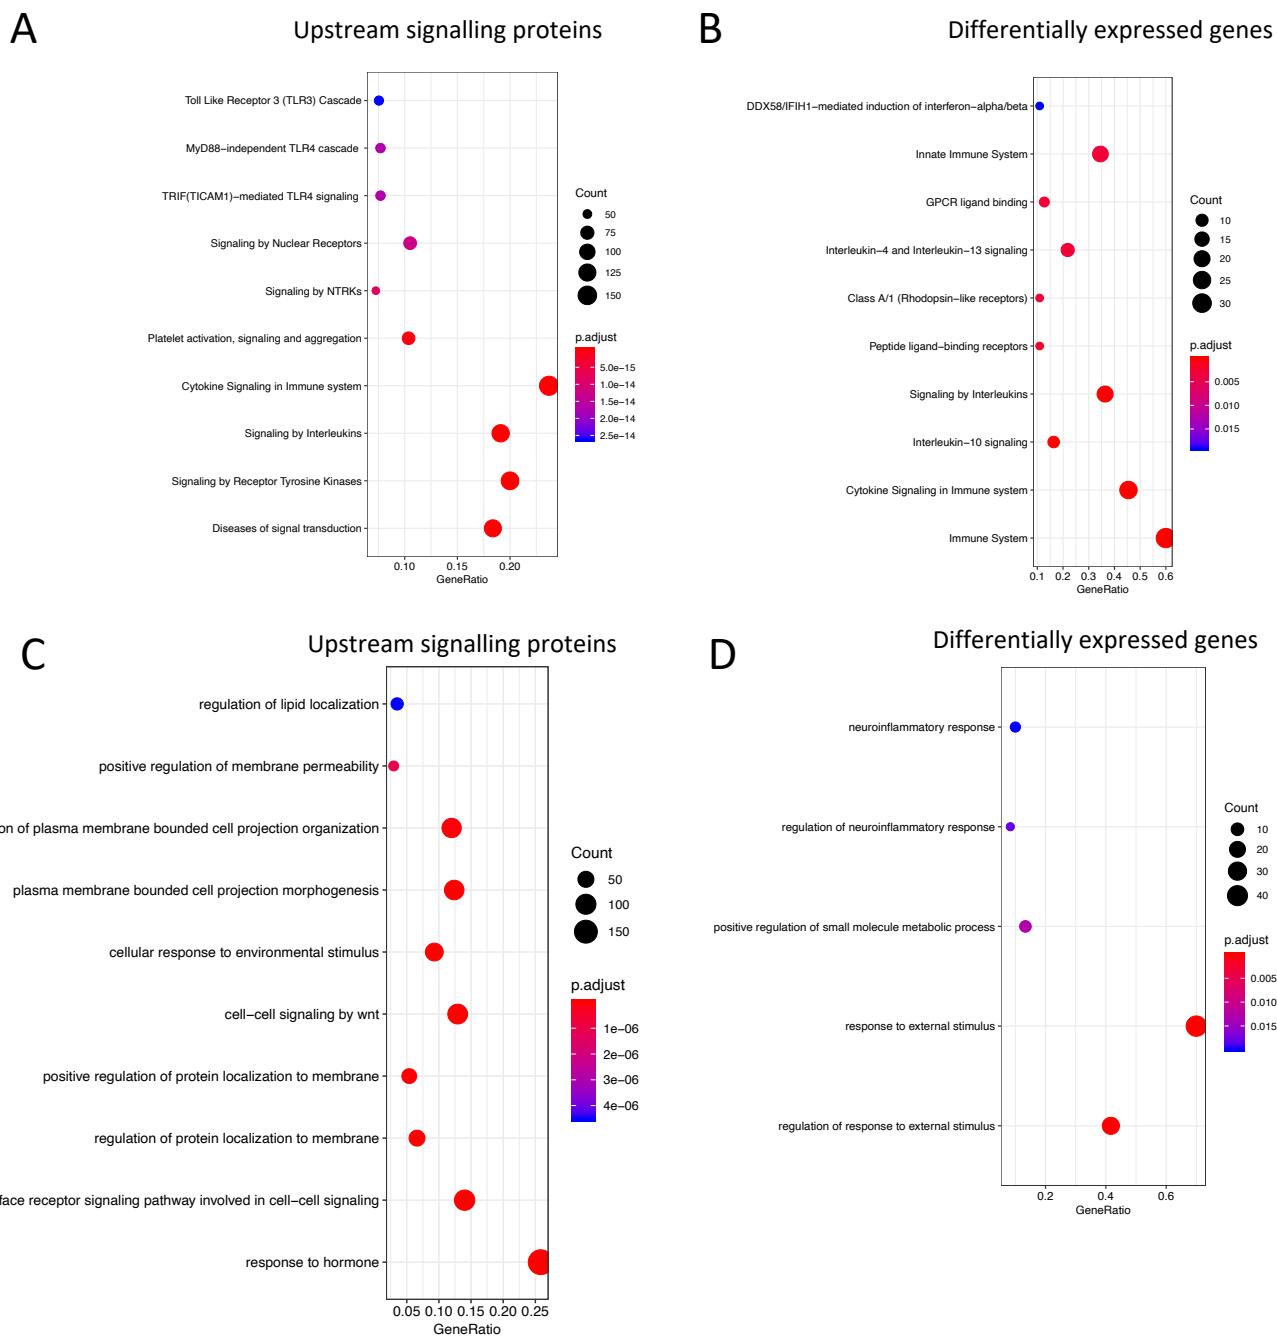 A
Upstream signalling proteins
Toll Like Receptor 3 (TLR3) Cascade
MyD88−independent TLR4 cascade
TRIF(TICAM1)−mediated TLR4 signaling
Signaling by Nuclear Receptors
Signaling by NTRKs
Platelet activation, signaling and aggregation
Cytokine Signaling in Immune system
Signaling by Interleukins
Signaling by Receptor Tyrosine Kinases
Diseases of signal transduction
0.10 0.15 0.20
GeneRatio
Count
50
75
100
125
150
p.adjust
5.0e−15
1.0e−14
1.5e−14
2.0e−14
2.5e−14
B
Differentially expressed genes
DDX58/IFIH1−mediated induction of interferon−alpha/beta
Innate Immune System
GPCR ligand binding
Interleukin−4 and Interleukin−13 signaling
Class A/1 (Rhodopsin−like receptors)
Peptide ligand−binding receptors
Signaling by Interleukins
Interleukin−10 signaling
Cytokine Signaling in Immune system
Immune System
0.1 0.2 0.3 0.4 0.5 0.6
GeneRatio
Count
10
15
20
25
30
p.adjust
0.005
0.010
0.015
C
Upstream signalling proteins
regulation of lipid localization
positive regulation of membrane permeability
on of plasma membrane bounded cell projection organization
plasma membrane bounded cell projection morphogenesis
cellular response to environmental stimulus
cell−cell signaling by wnt
positive regulation of protein localization to membrane
regulation of protein localization to membrane
face receptor signaling pathway involved in cell−cell signaling
response to hormone
0.05 0.10 0.15 0.20 0.25
GeneRatio
Count
50
100
150
p.adjust
1e−06
2e−06
3e−06
4e−06
D
Differentially expressed genes
neuroinflammatory response
regulation of neuroinflammatory response
positive regulation of small molecule metabolic process
response to external stimulus
regulation of response to external stimulus
0.2 0.4 0.6
GeneRatio
Count
10
20
30
40
p.adjust
0.005
0.010
0.015